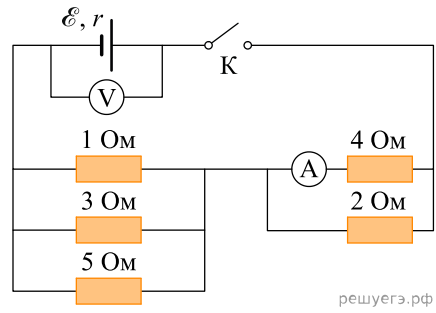 ℰ, r
V
К
1 Ом
4 Ом
А
3 Ом
2 Ом
5 Ом
решуегэ.рф